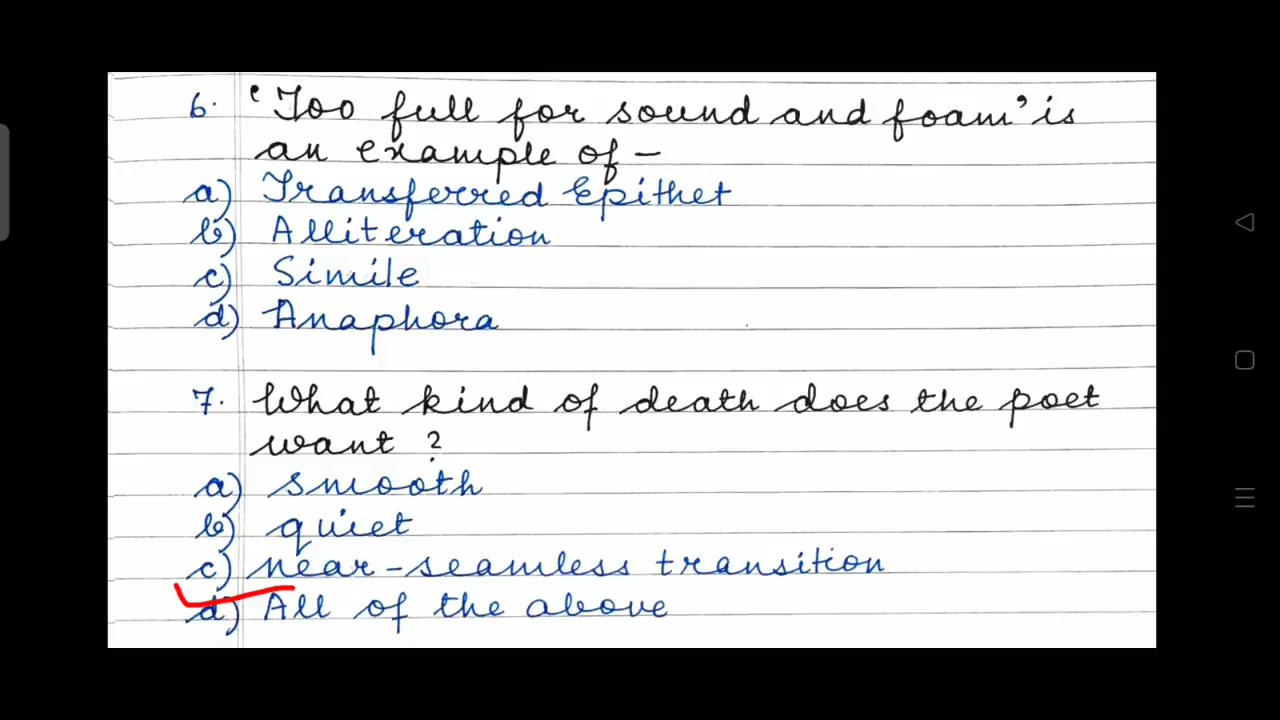 6. 'Too full for sound and foam' is
an example of -
a) Transferred Epithet
b) Alliteration
c) Simile
d) Anaphora
7. What kind of death does the poet
want ?
a) smooth
b) quiet
c) near-seamless transition
d) All of the above